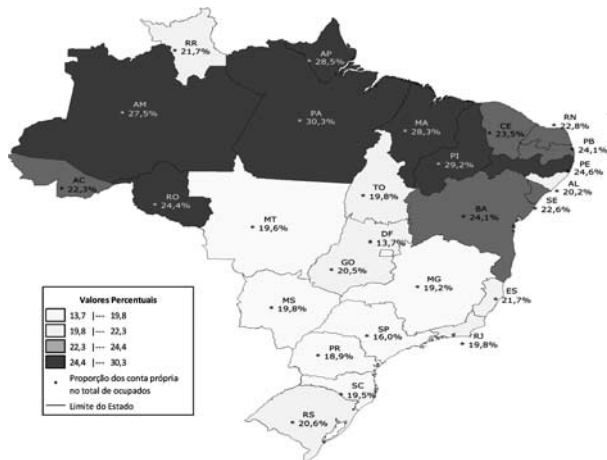 RR
21,7%
AP
28,5%
AM
27,5%
PA
30,3%
MA
28,3%
CE
23,5%
RN
22,8%
PB
24,1%
PE
24,6%
PI
29,2%
AL
20,2%
SE
22,6%
AC
22,3%
RO
24,4%
TO
19,8%
BA
24,1%
MT
19,6%
DF
13,7%
GO
20,5%
MG
19,2%
ES
21,7%
MS
19,8%
SP
16,0%
RJ
19,8%
PR
18,9%
SC
19,5%
RS
20,6%
Valores Percentuais
13,7 |--- 19,8
19,8 |--- 22,3
22,3 |--- 24,4
24,4 |--- 30,3
Proporção dos conta própria
no total de ocupados
Limite do Estado